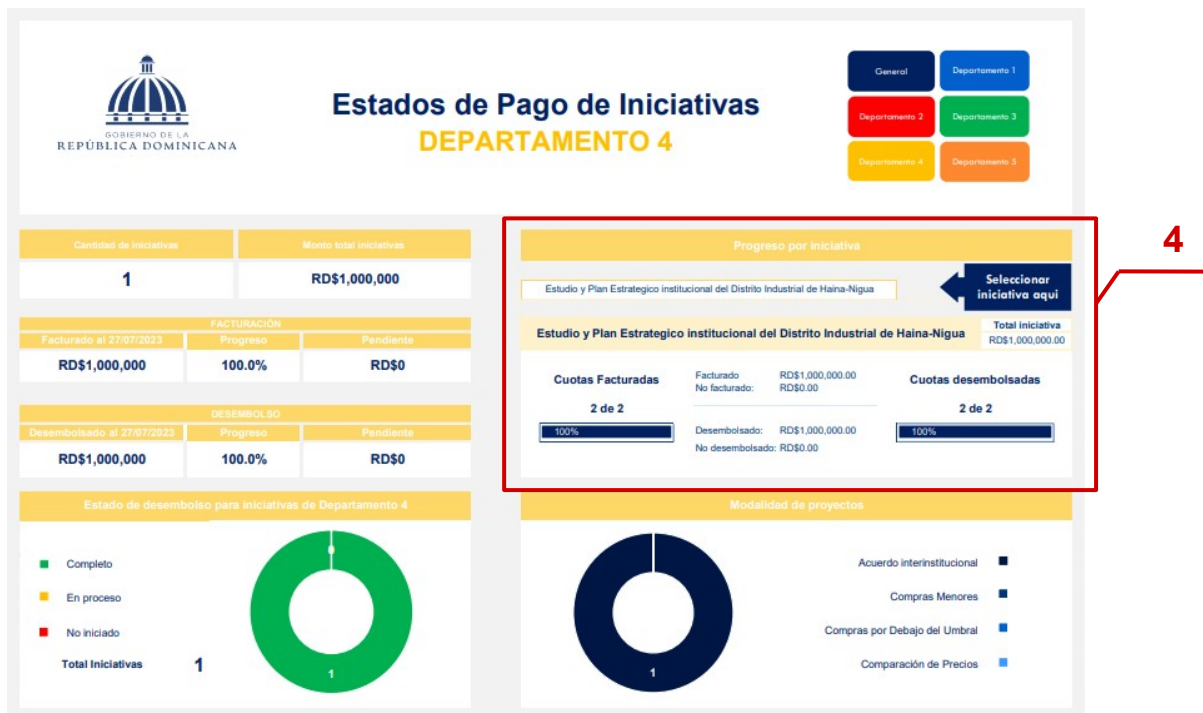 GOBIERNO DE LA
REPÚBLICA DOMINICANA
Estados de Pago de Iniciativas
DEPARTAMENTO 4
General
Departamento 1
Departamento 2
Departamento 3
Departamento 4
Departamento 5
Cantidad de iniciativas
Monto total iniciativas
1
RD$1,000,000
FACTURACIÓN
Facturado al 27/07/2023
Progreso
Pendiente
RD$1,000,000
100.0%
RD$0
DESEMBOLSO
Desembolsado al 27/07/2023
Progreso
Pendiente
RD$1,000,000
100.0%
RD$0
Progreso por iniciativa
Estudio y Plan Estrategico institucional del Distrito Industrial de Haina-Nigua
Seleccionar
iniciativa aqui
Estudio y Plan Estrategico institucional del Distrito Industrial de Haina-Nigua
Total iniciativa
RD$1,000,000.00
Cuotas Facturadas
2 de 2
100%
Facturado RD$1,000,000.00
No facturado: RD$0.00
Desembolsado: RD$1,000,000.00
No desembolsado: RD$0.00
Cuotas desembolsadas
2 de 2
100%
4
Estado de desembolso para iniciativas de Departamento 4
Completo
En proceso
No iniciado
Total Iniciativas 1
0
1
Modalidad de proyectos
1
Acuerdo interinstitucional
Compras Menores
Compras por Debajo del Umbral
Comparación de Precios